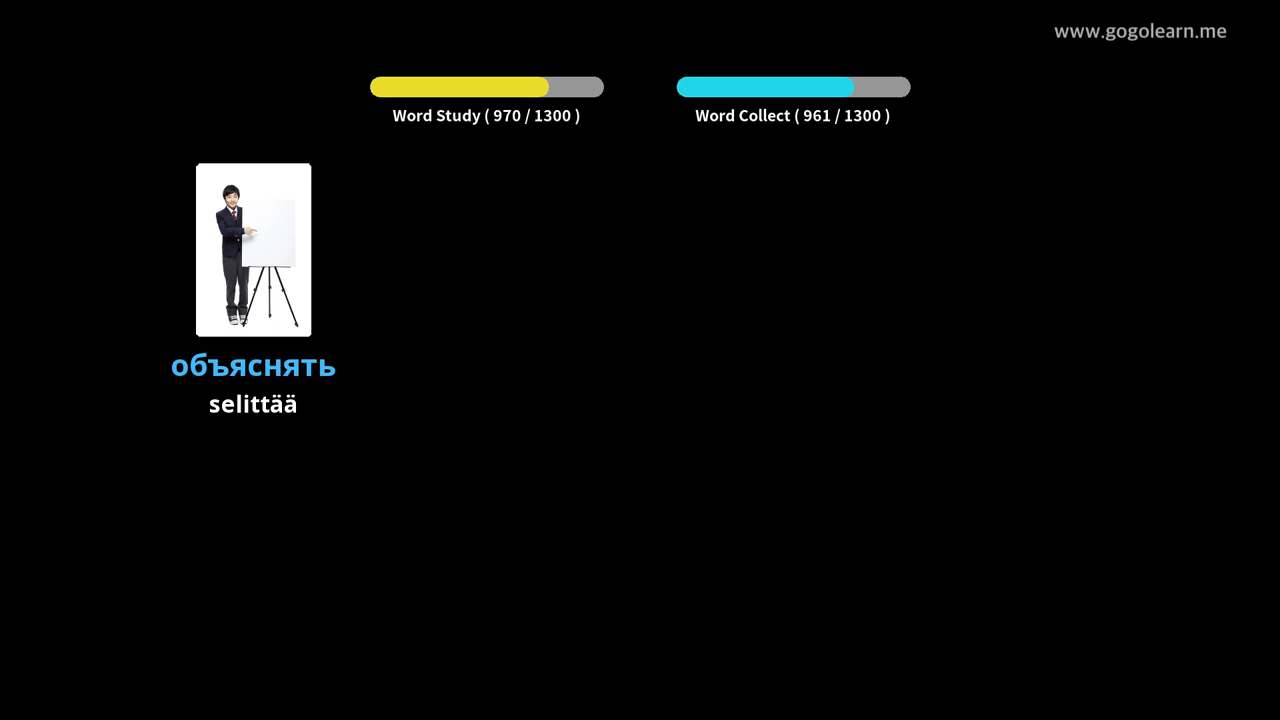 www.gogolearn.me
Word Study ( 970 / 1300 )
Word Collect ( 961 / 1300 )
объяснять
selittää